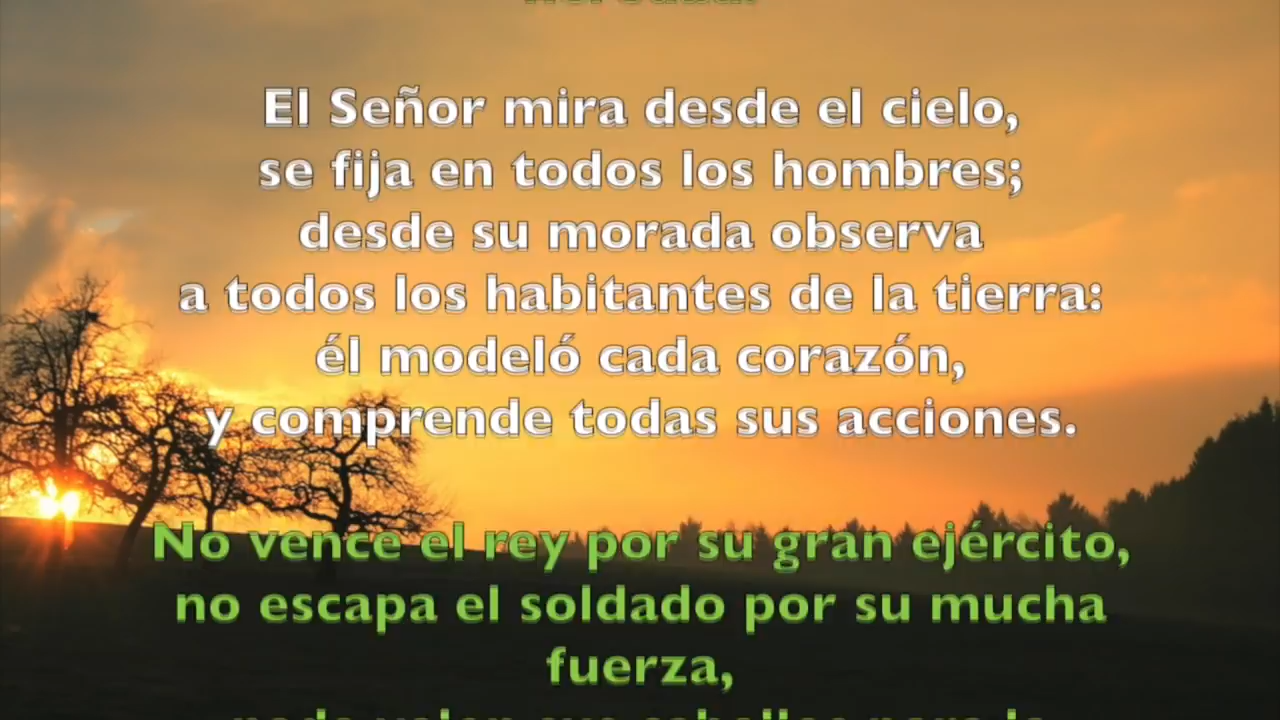 El Señor mira desde el cielo,
se fija en todos los hombres;
desde su morada observa
a todos los habitantes de la tierra:
él modeló cada corazón,
y comprende todas sus acciones.
No vence el rey por su gran ejército,
no escapa el soldado por su mucha
fuerza,